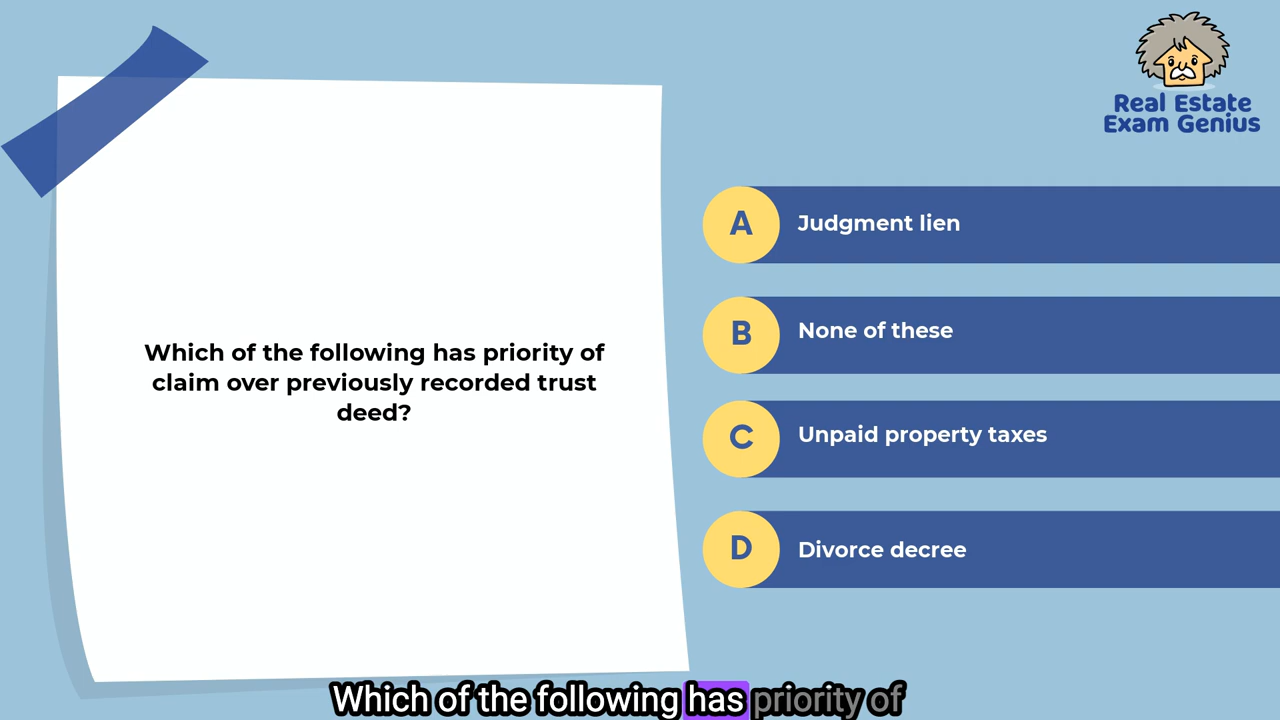 Real Estate
Exam Genius
Which of the following has priority of
claim over previously recorded trust
deed?
A Judgment lien
B None of these
C Unpaid property taxes
D Divorce decree
Which of the following has priority of